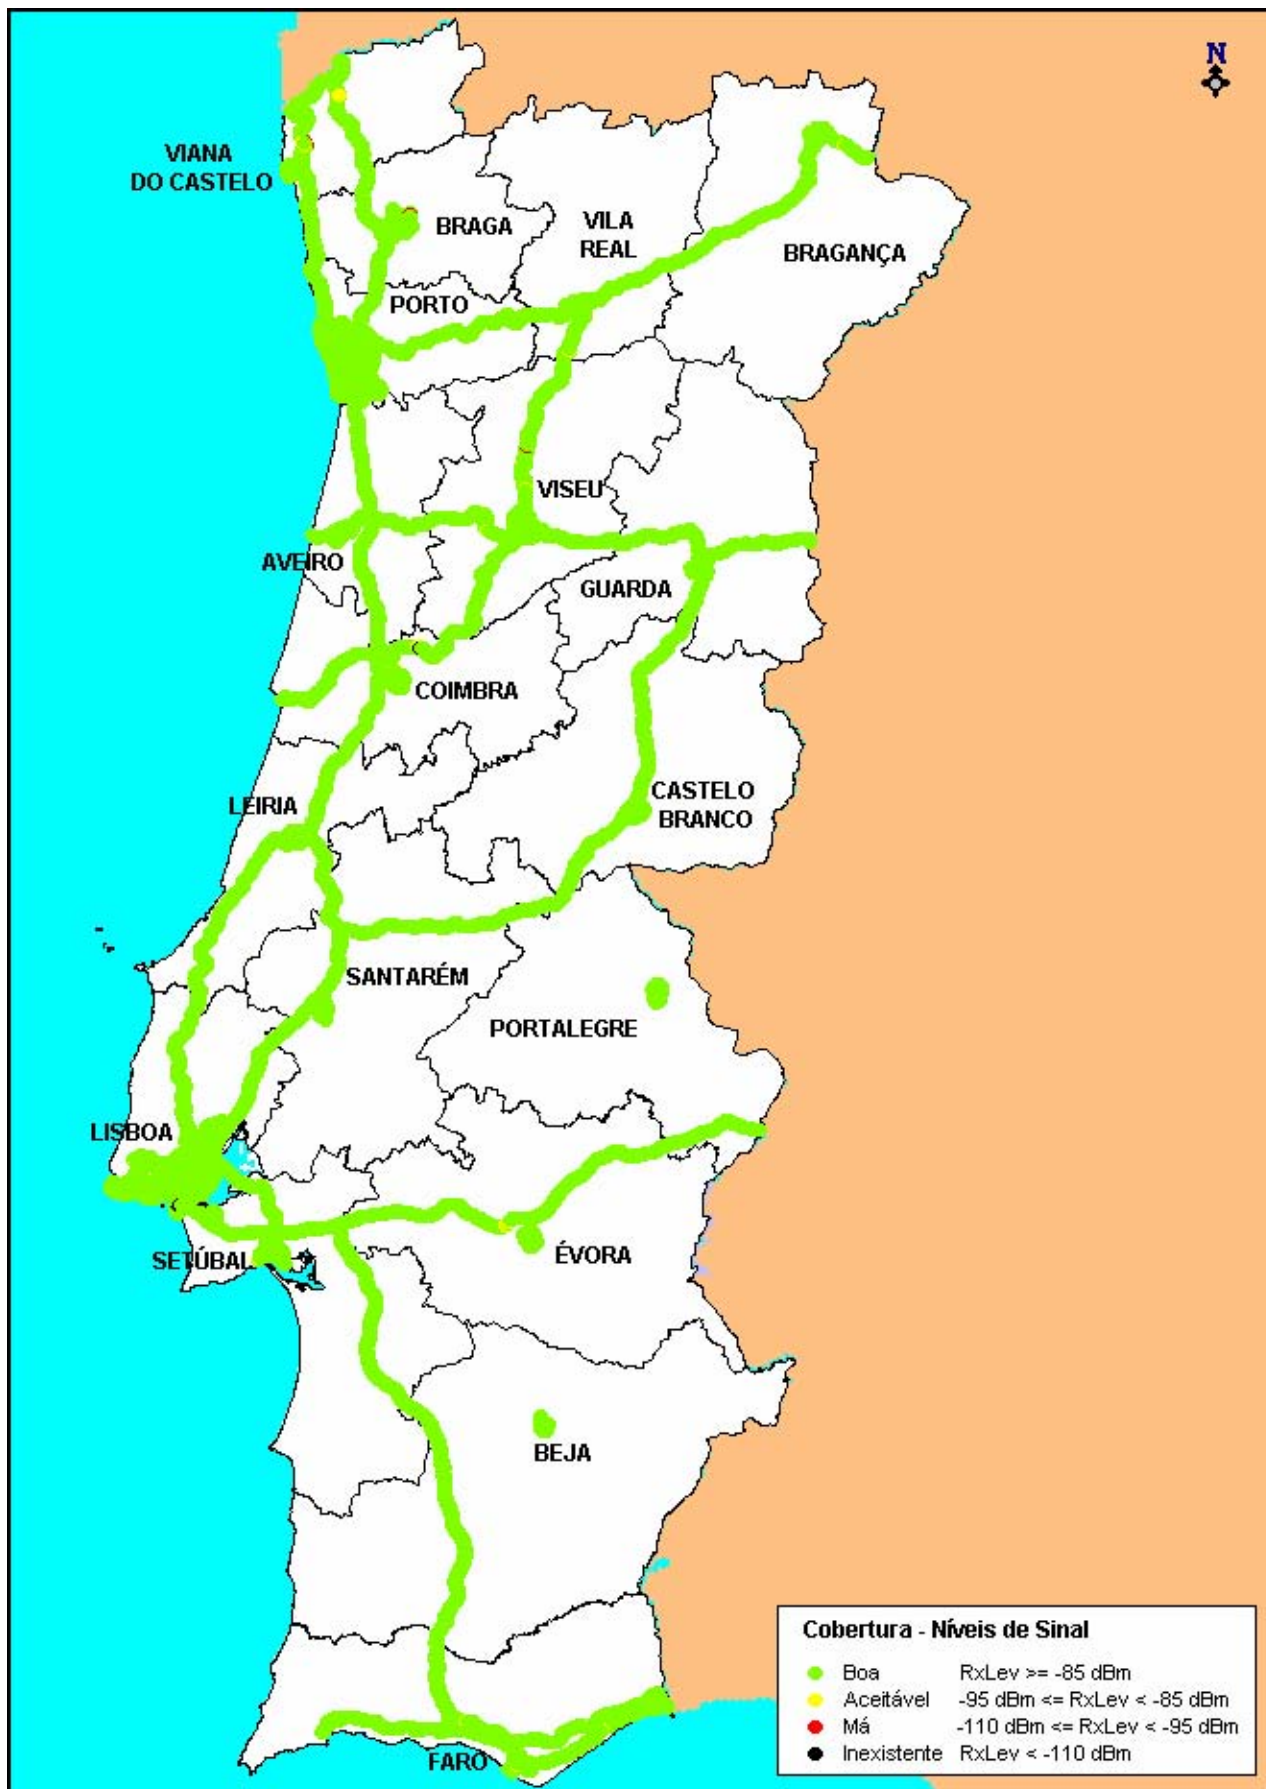 N
VIANA
DO CASTELO
BRAGA
VILA
REAL
BRAGANÇA
PORTO
VISEU
AVEIRO
GUARDA
COIMBRA
LEIRIA
CASTELO
BRANCO
SANTARÉM
PORTALEGRE
LISBOA
SETÚBAL
ÉVORA
BEJA
FARO
Cobertura - Níveis de Sinal
Boa RxLev >= -85 dBm
Aceitável -95 dBm <= RxLev < -85 dBm
Má -110 dBm <= RxLev < -95 dBm
Inexistente RxLev < -110 dBm